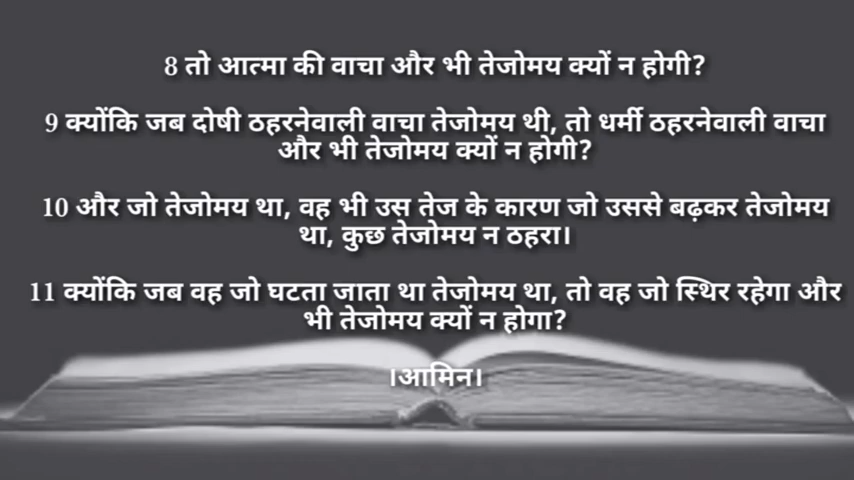 8 तो आत्मा की वाचा और भी तेजोमय क्यों न होगी?
9 क्योंकि जब दोषी ठहरनेवाली वाचा तेजोमय थी, तो धर्मी ठहरनेवाली वाचा
और भी तेजोमय क्यों न होगी?
10 और जो तेजोमय था, वह भी उस तेज के कारण जो उससे बढ़कर तेजोमय
था, कुछ तेजोमय न ठहरा।
11 क्योंकि जब वह जो घटता जाता था तेजोमय था, तो वह जो स्थिर रहेगा और
भी तेजोमय क्यों न होगा?
।आमिन।